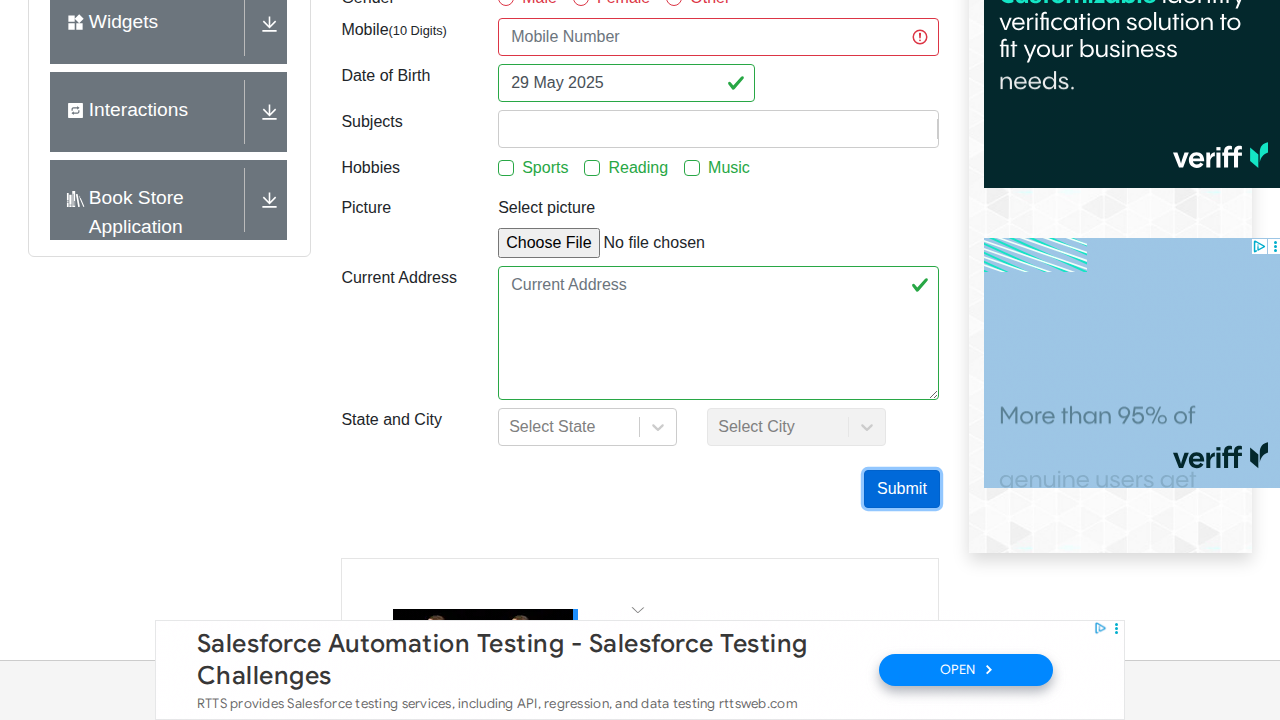 Widgets
Interactions
Book Store
Application
Gender Male Female Other
Mobile(10 Digits) Mobile Number
Date of Birth 29 May 2025
Subjects
Hobbies Sports Reading Music
Picture Select picture
Choose File No file chosen
Current Address Current Address
State and City Select State Select City
Submit
Customizable identity
verification solution to
fit your business
needs.
veriff
More than 95% of
veriff
genuine users get
Salesforce Automation Testing - Salesforce Testing
Challenges
RTTS provides Salesforce testing services, including API, regression, and data testing rttsweb.com
OPEN